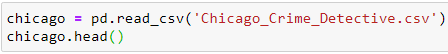 chicago = pd.read_csv('Chicago_Crime_Detective.csv')
chicago.head()